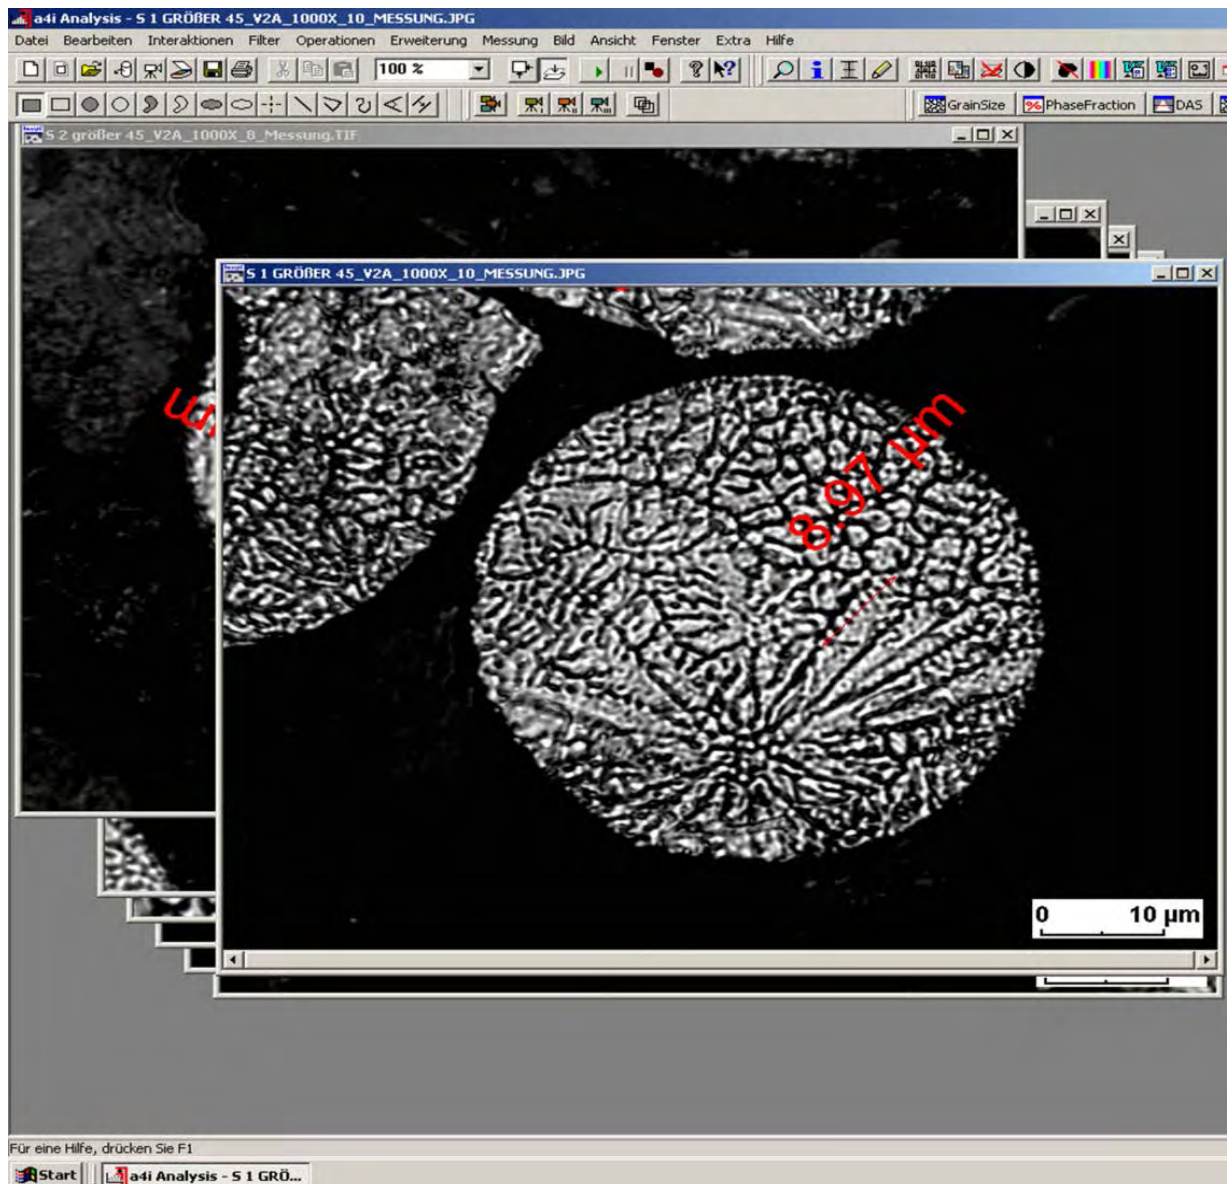 a4i Analysis - S 1 GRÖßER 45_V2A_1000X_10_MESSUNG.JPG
Datei Bearbeiten Interaktionen Filter Operationen Erweiterung Messung Bild Ansicht Fenster Extra Hilfe
100 %
GrainSize PhaseFraction DAS
S 2 größer 45_V2A_1000X_8_Messung.TIF
S 1 GRÖßER 45_V2A_1000X_10_MESSUNG.JPG
8.97 µm
0 10 µm
Für eine Hilfe, drücken Sie F1
Start a4i Analysis - S 1 GRÖ...